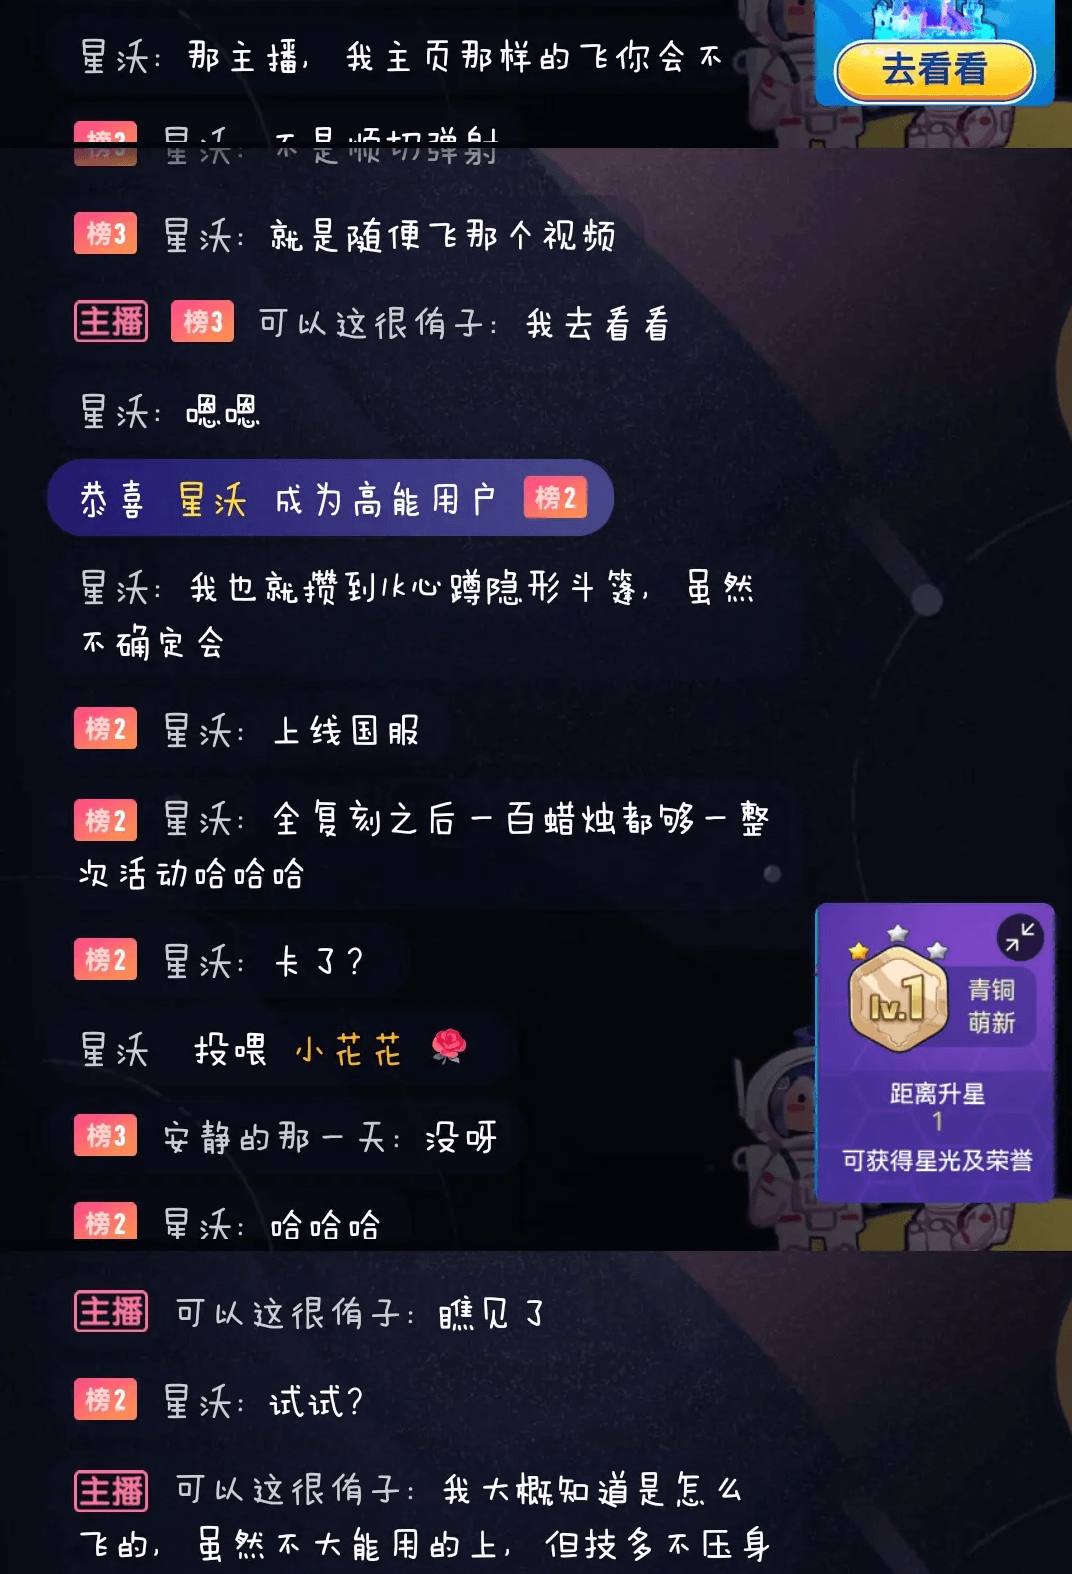 星沃: 那主播, 我主页那样的飞你会不
去看看
榜3 星沃: 不是顺切弹射
榜3 星沃: 就是随便飞那个视频
主播 榜3 可以这很侑子: 我去看看
星沃: 嗯嗯
恭喜 星沃 成为高能用户 榜2
星沃: 我也就攒到1k心蹲隐形斗篷, 虽然
不确定会
榜2 星沃: 上线国服
榜2 星沃: 全复刻之后一百蜡烛都够一整
次活动哈哈哈
榜2 星沃: 卡了?
lv.1
青铜
萌新
星沃 投喂 小花花
距离升星
1
榜3 安静的那一天: 没呀
可获得星光及荣誉
榜2 星沃: 哈哈哈
主播 可以这很侑子: 瞧见了
榜2 星沃: 试试?
主播 可以这很侑子: 我大概知道是怎么
飞的, 虽然不大能用的上, 但技多不压身